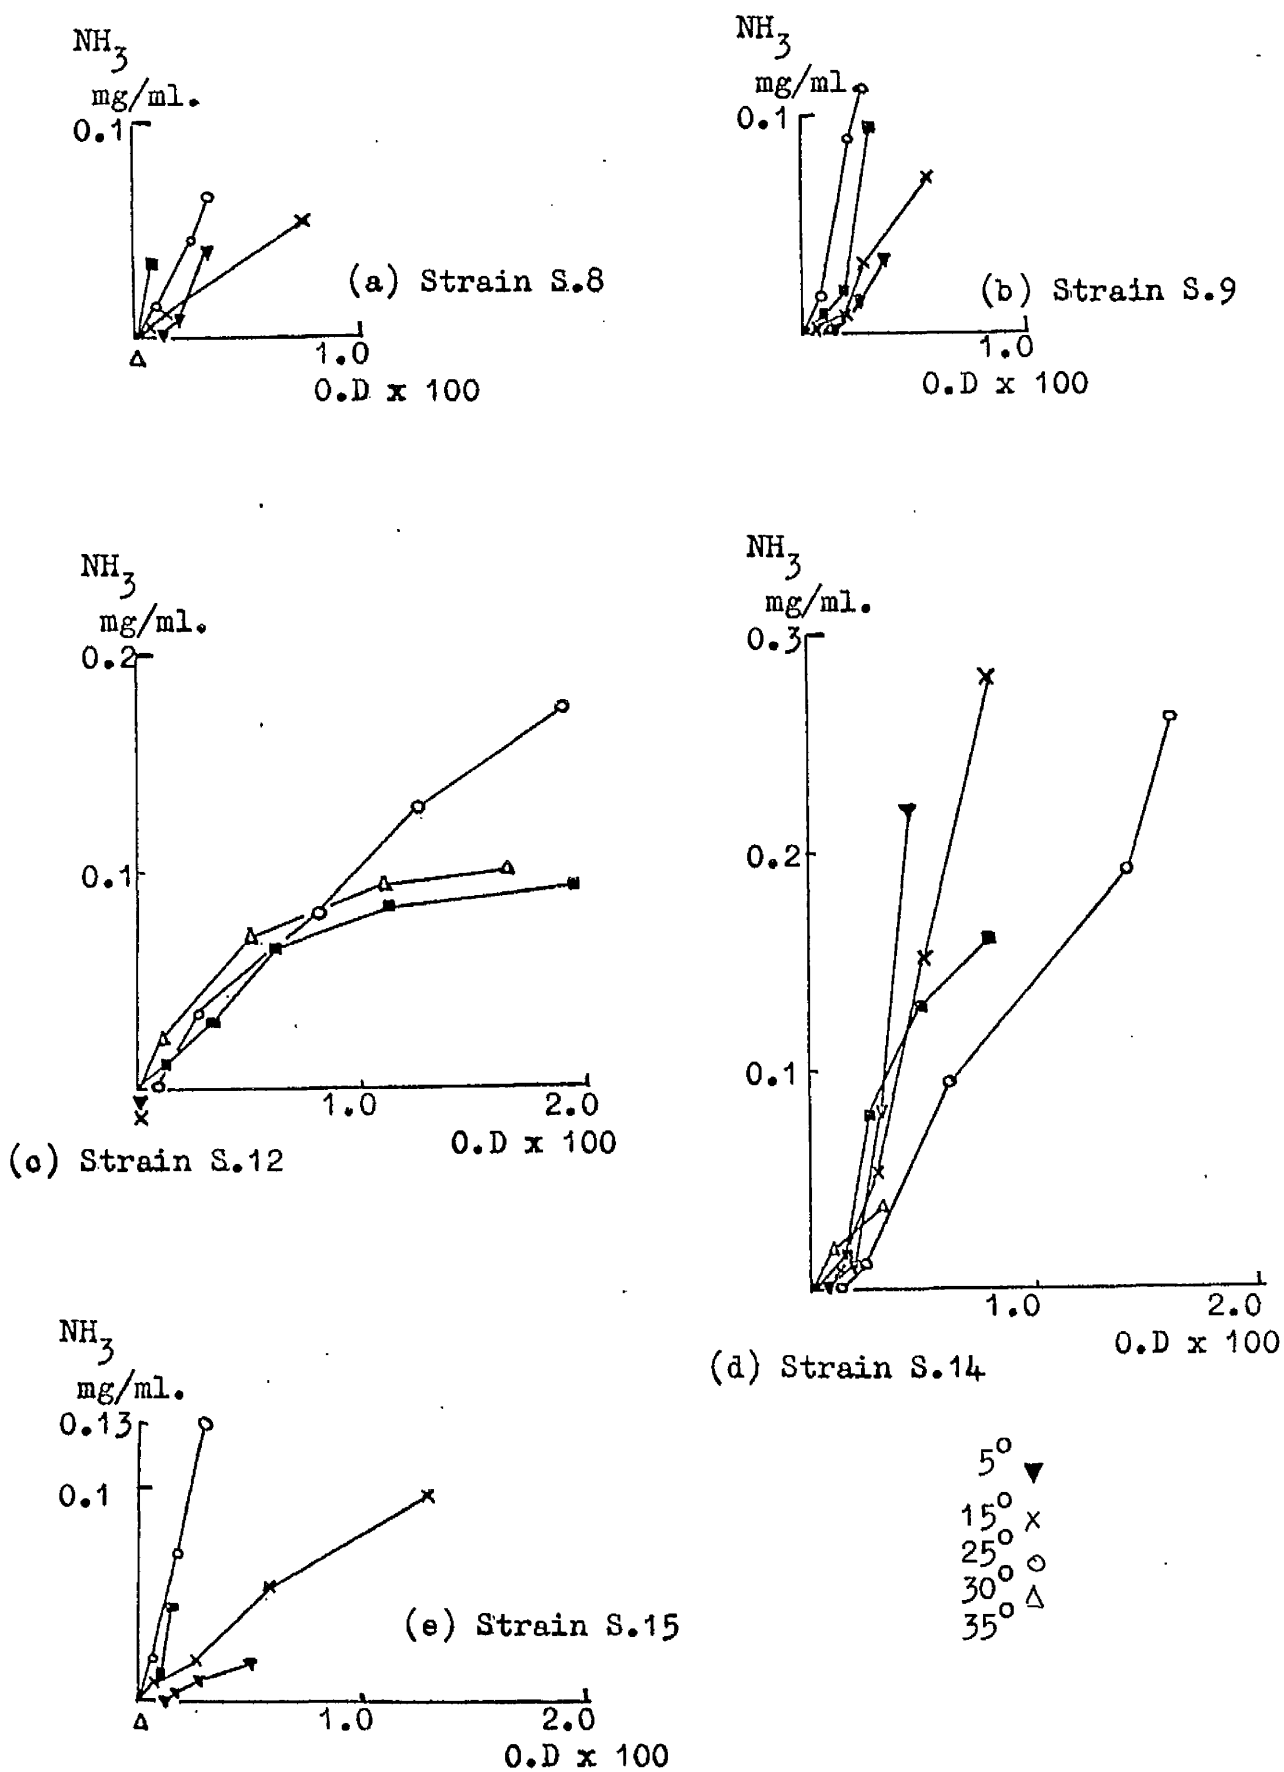 NH3
mg/ml.
0.1
1.0
O.D x 100
(a) Strain S.8
NH3
mg/ml.
0.1
1.0
O.D x 100
(b) Strain S.9
NH3
mg/ml.
0.2
0.1
1.0
2.0
O.D x 100
(c) Strain S.12
NH3
mg/ml.
0.3
0.2
0.1
1.0
2.0
O.D x 100
(d) Strain S.14
NH3
mg/ml.
0.13
0.1
1.0
2.0
O.D x 100
(e) Strain S.15
5°
15°
25°
30°
35°